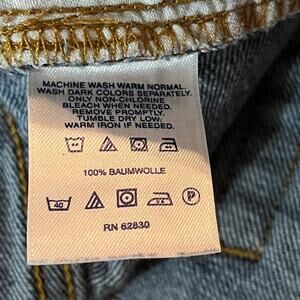 MACHINE WASH WARM NORMAL.
WASH DARK COLORS SEPARATELY.
ONLY NON-CHLORINE
BLEACH WHEN NEEDED.
REMOVE PROMPTLY.
TUMBLE DRY LOW.
WARM IRON IF NEEDED.
100% BAUMWOLLE
40 P
RN 62830